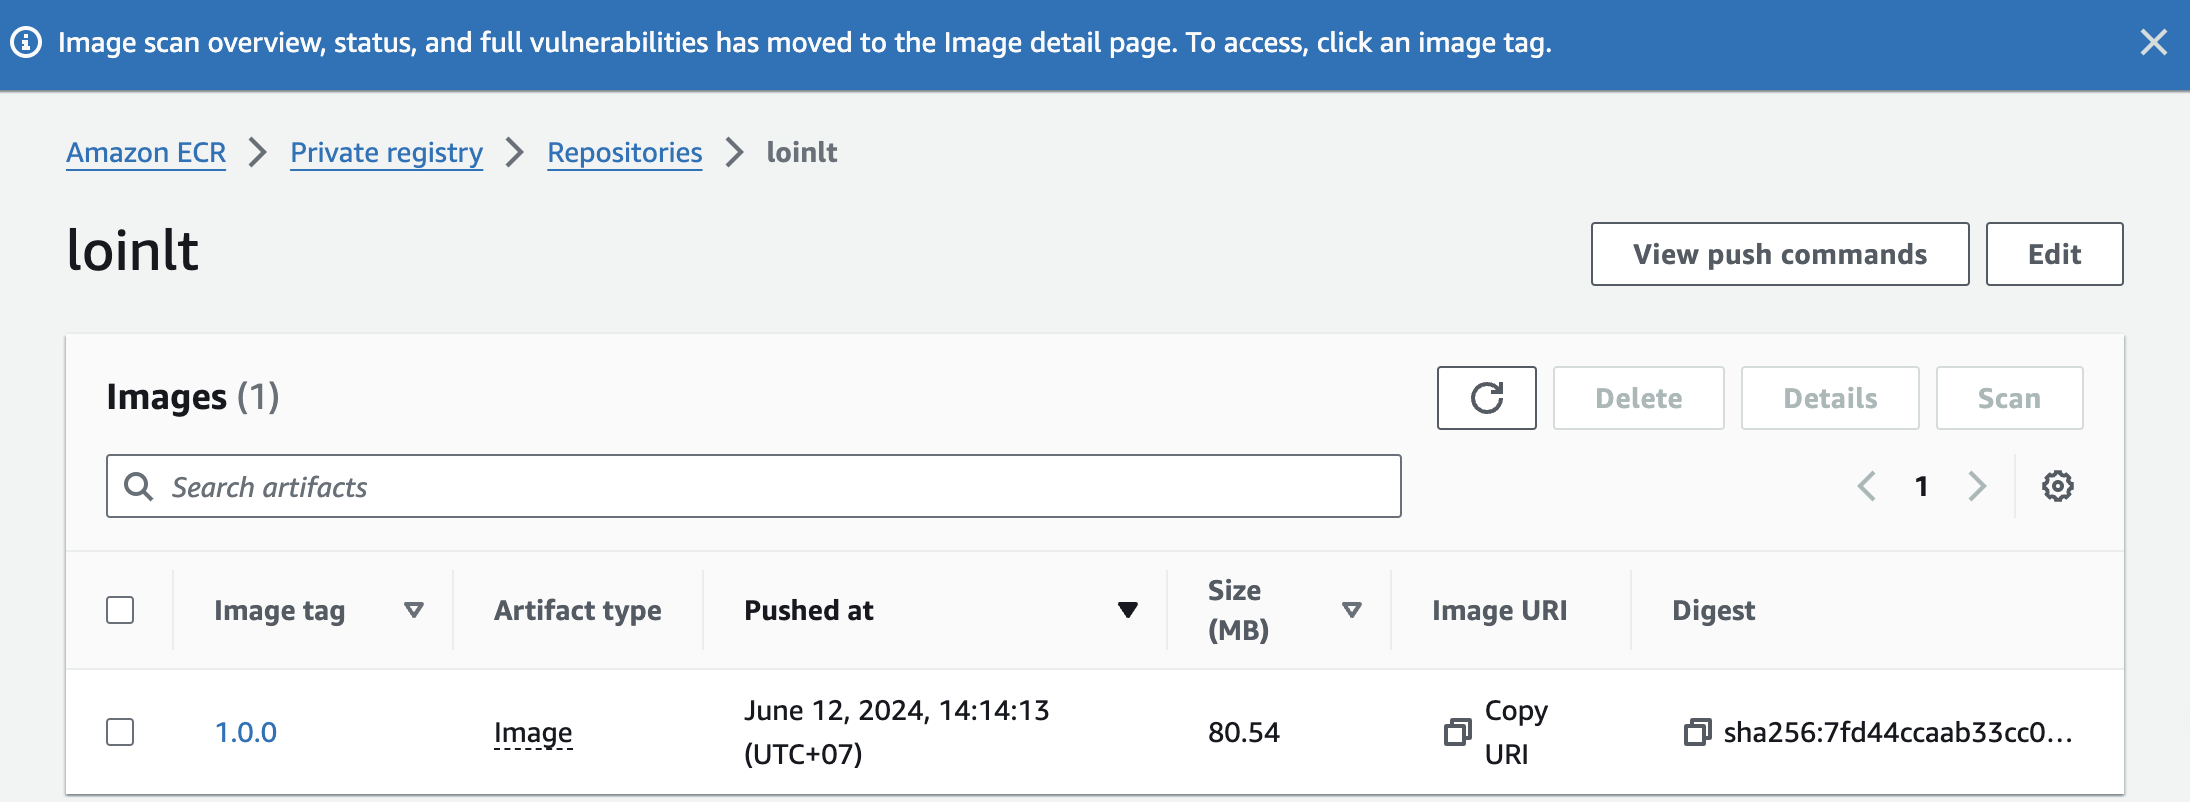 Image scan overview, status, and full vulnerabilities has moved to the Image detail page. To access, click an image tag.
Amazon ECR > Private registry > Repositories > loinlt
loinlt
View push commands
Edit
Images (1)
Delete
Details
Scan
Search artifacts
1
Image tag
Artifact type
Pushed at
Size
(MB)
Image URI
Digest
1.0.0
Image
June 12, 2024, 14:14:13
(UTC+07)
80.54
Copy
URI
sha256:7fd44ccaab33cc0...